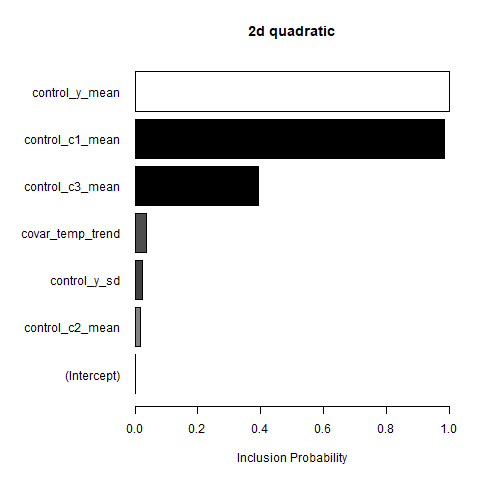 2d quadratic
control_y_mean
control_c1_mean
control_c3_mean
covar_temp_trend
control_y_sd
control_c2_mean
(Intercept)
0.0 0.2 0.4 0.6 0.8 1.0
Inclusion Probability